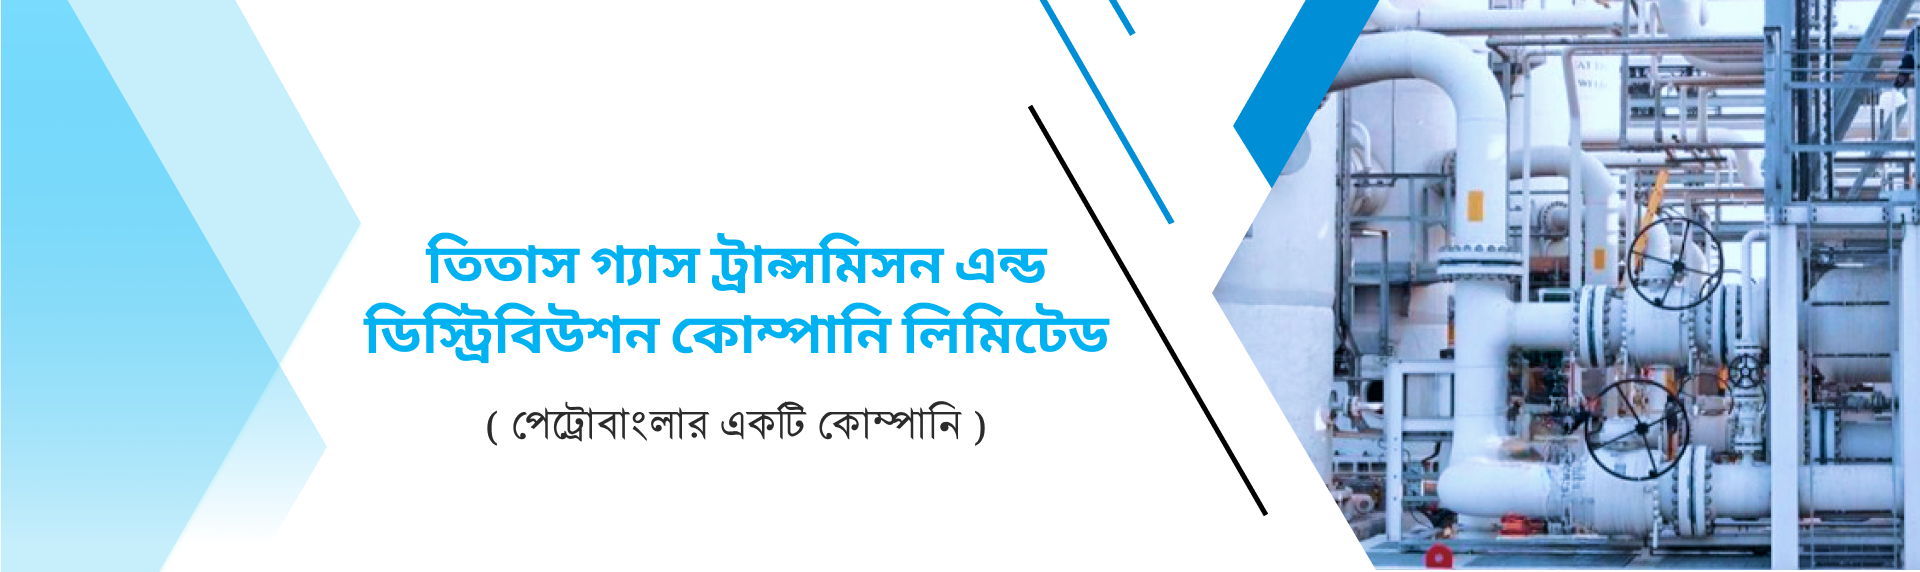 তিতাস গ্যাস ট্রান্সমিসন এন্ড
ডিস্ট্রিবিউশন কোম্পানি লিমিটেড
( পেট্রোবাংলার একটি কোম্পানি )